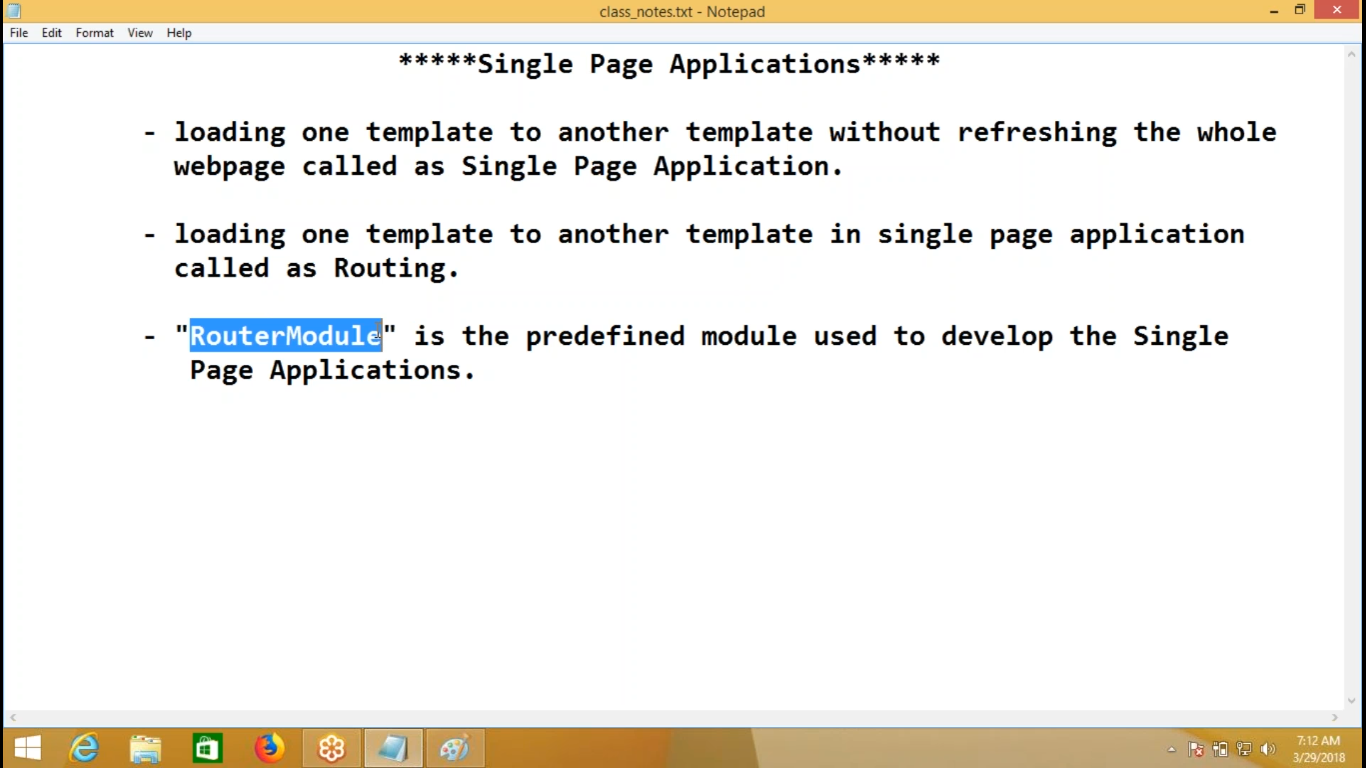 class_notes.txt - Notepad
File Edit Format View Help
*****Single Page Applications*****
- loading one template to another template without refreshing the whole
webpage called as Single Page Application.
- loading one template to another template in single page application
called as Routing.
- "RouterModule" is the predefined module used to develop the Single
Page Applications.
7:12 AM
3/29/2018